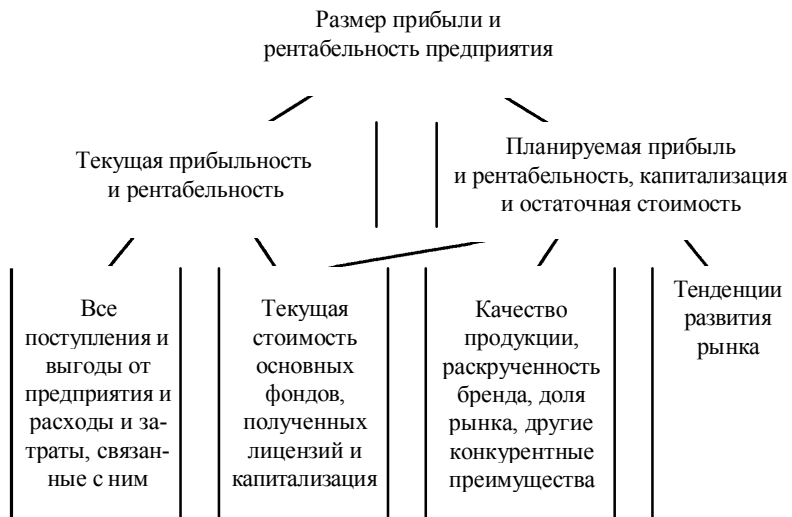 Размер прибыли и
рентабельность предприятия
Текущая прибыльность
и рентабельность
Планируемая прибыль
и рентабельность, капитализация
и остаточная стоимость
Все
поступления и
выгоды от
предприятия и
расходы и за-
траты, связан-
ные с ним
Текущая
стоимость
основных
фондов,
полученных
лицензий и
капитализация
Качество
продукции,
раскрученность
бренда, доля
рынка, другие
конкурентные
преимущества
Тенденции
развития
рынка